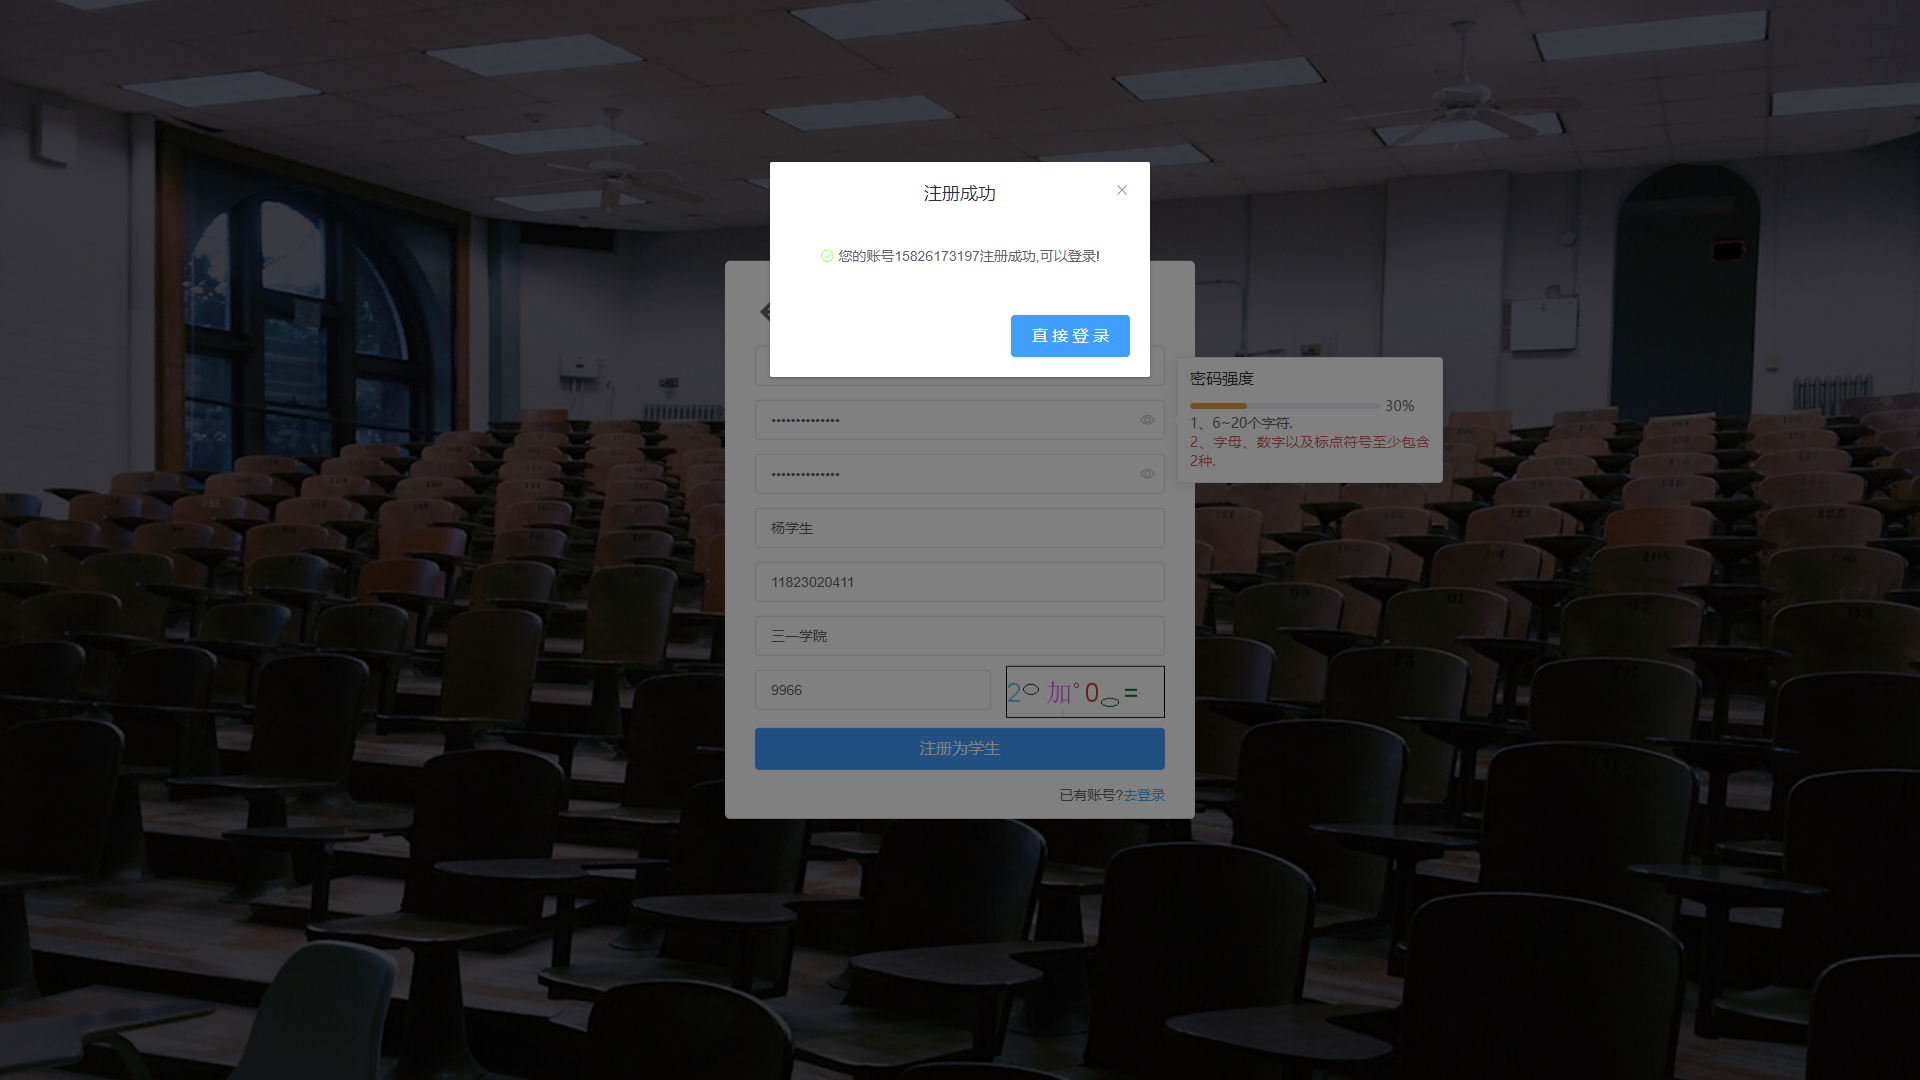 注册成功
您的账号15826173197注册成功,可以登录!
直接登录
密码强度
30%
1、6~20个字符.
2、字母、数字以及标点符号至少包含
2种.
••••••••••••••
••••••••••••••
杨学生
11823020411
三一学院
9966
2 加 0 =
注册为学生
已有账号?去登录